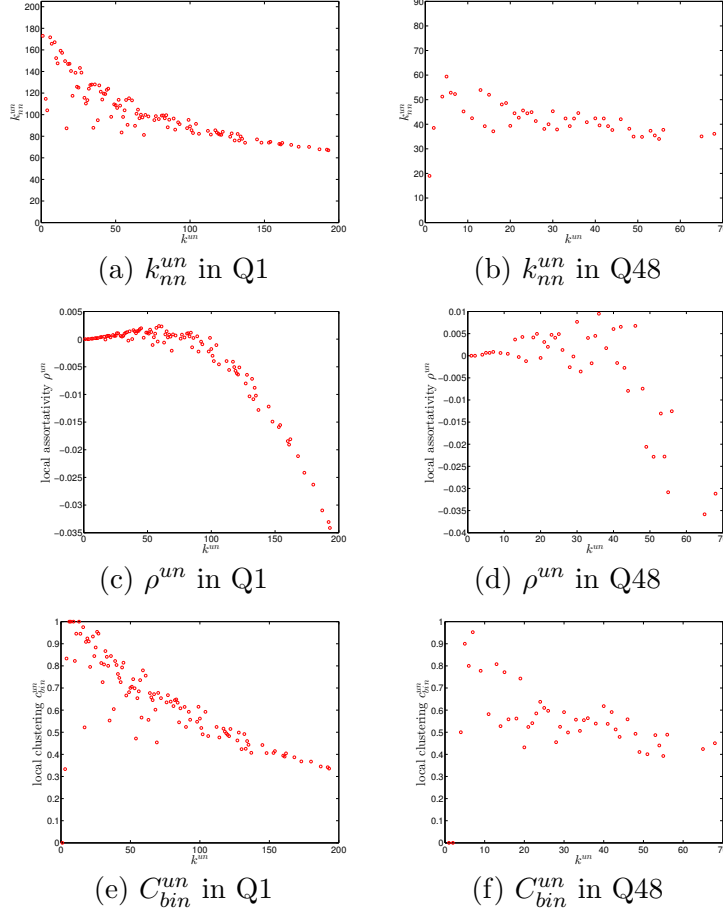 200
180
160
140
120
100
80
60
40
20
0
k_{nn}^{un}
0 50 100 150 200
k^{un}
(a) k_{nn}^{un} in Q1
90
80
70
60
50
40
30
20
10
0
k_{nn}^{un}
0 10 20 30 40 50 60 70
k^{un}
(b) k_{nn}^{un} in Q48
0.005
0
−0.005
−0.01
−0.015
−0.02
−0.025
−0.03
−0.035
local assortativity ρ^{un}
0 50 100 150 200
k^{un}
(c) ρ^{un} in Q1
0.01
0.005
0
−0.005
−0.01
−0.015
−0.02
−0.025
−0.03
−0.035
−0.04
local assortativity ρ^{un}
0 10 20 30 40 50 60 70
k^{un}
(d) ρ^{un} in Q48
1
0.9
0.8
0.7
0.6
0.5
0.4
0.3
0.2
0.1
0
local clustering c_{bin}^{un}
0 50 100 150 200
k^{un}
(e) C_{bin}^{un} in Q1
1
0.9
0.8
0.7
0.6
0.5
0.4
0.3
0.2
0.1
0
local clustering c_{bin}^{un}
0 10 20 30 40 50 60 70
k^{un}
(f) C_{bin}^{un} in Q48